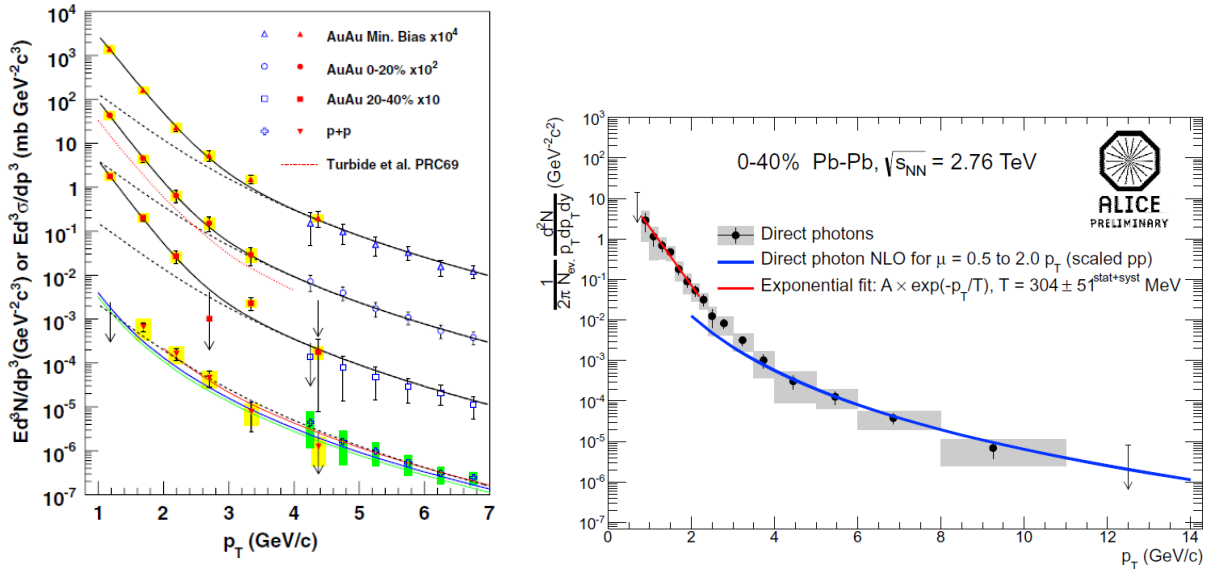 Ed³N/dp³(GeV⁻²c³) or Ed³σ/dp³ (mb GeV⁻²c³)
10⁴
10³
10²
10
1
10⁻¹
10⁻²
10⁻³
10⁻⁴
10⁻⁵
10⁻⁶
10⁻⁷
AuAu Min. Bias x10⁴
AuAu 0-20% x10²
AuAu 20-40% x10
p+p
Turbide et al. PRC69
1 2 3 4 5 6 7
p_T (GeV/c)
1/(2π N_ev.) d²N/(p_T dp_T dy) (GeV⁻²c²)
10³
10²
10
1
10⁻¹
10⁻²
10⁻³
10⁻⁴
10⁻⁵
10⁻⁶
10⁻⁷
0-40% Pb-Pb, √s_NN = 2.76 TeV
ALICE
PRELIMINARY
Direct photons
Direct photon NLO for μ = 0.5 to 2.0 p_T (scaled pp)
Exponential fit: A × exp(-p_T/T), T = 304 ± 51^stat+syst MeV
0 2 4 6 8 10 12 14
p_T (GeV/c)